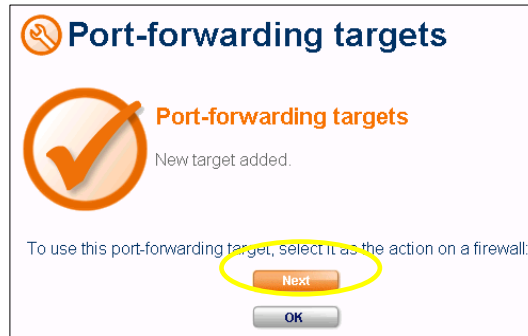 Port-forwarding targets
Port-forwarding targets
New target added.
To use this port-forwarding target, select it as the action on a firewall:
Next
OK